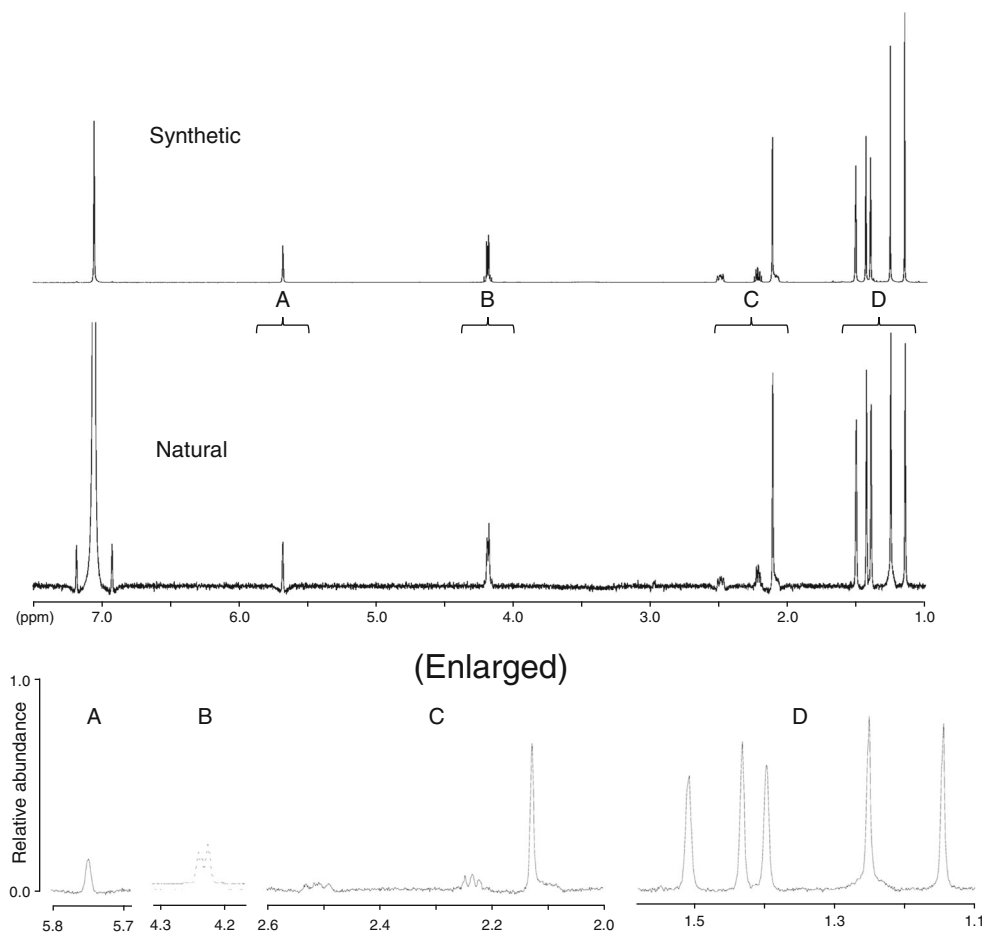 Synthetic
A B C D
Natural
(ppm) 7.0 6.0 5.0 4.0 3.0 2.0 1.0
(Enlarged)
1.0
A B C D
Relative abundance
0.0
5.8 5.7 4.3 4.2 2.6 2.4 2.2 2.0 1.5 1.3 1.1